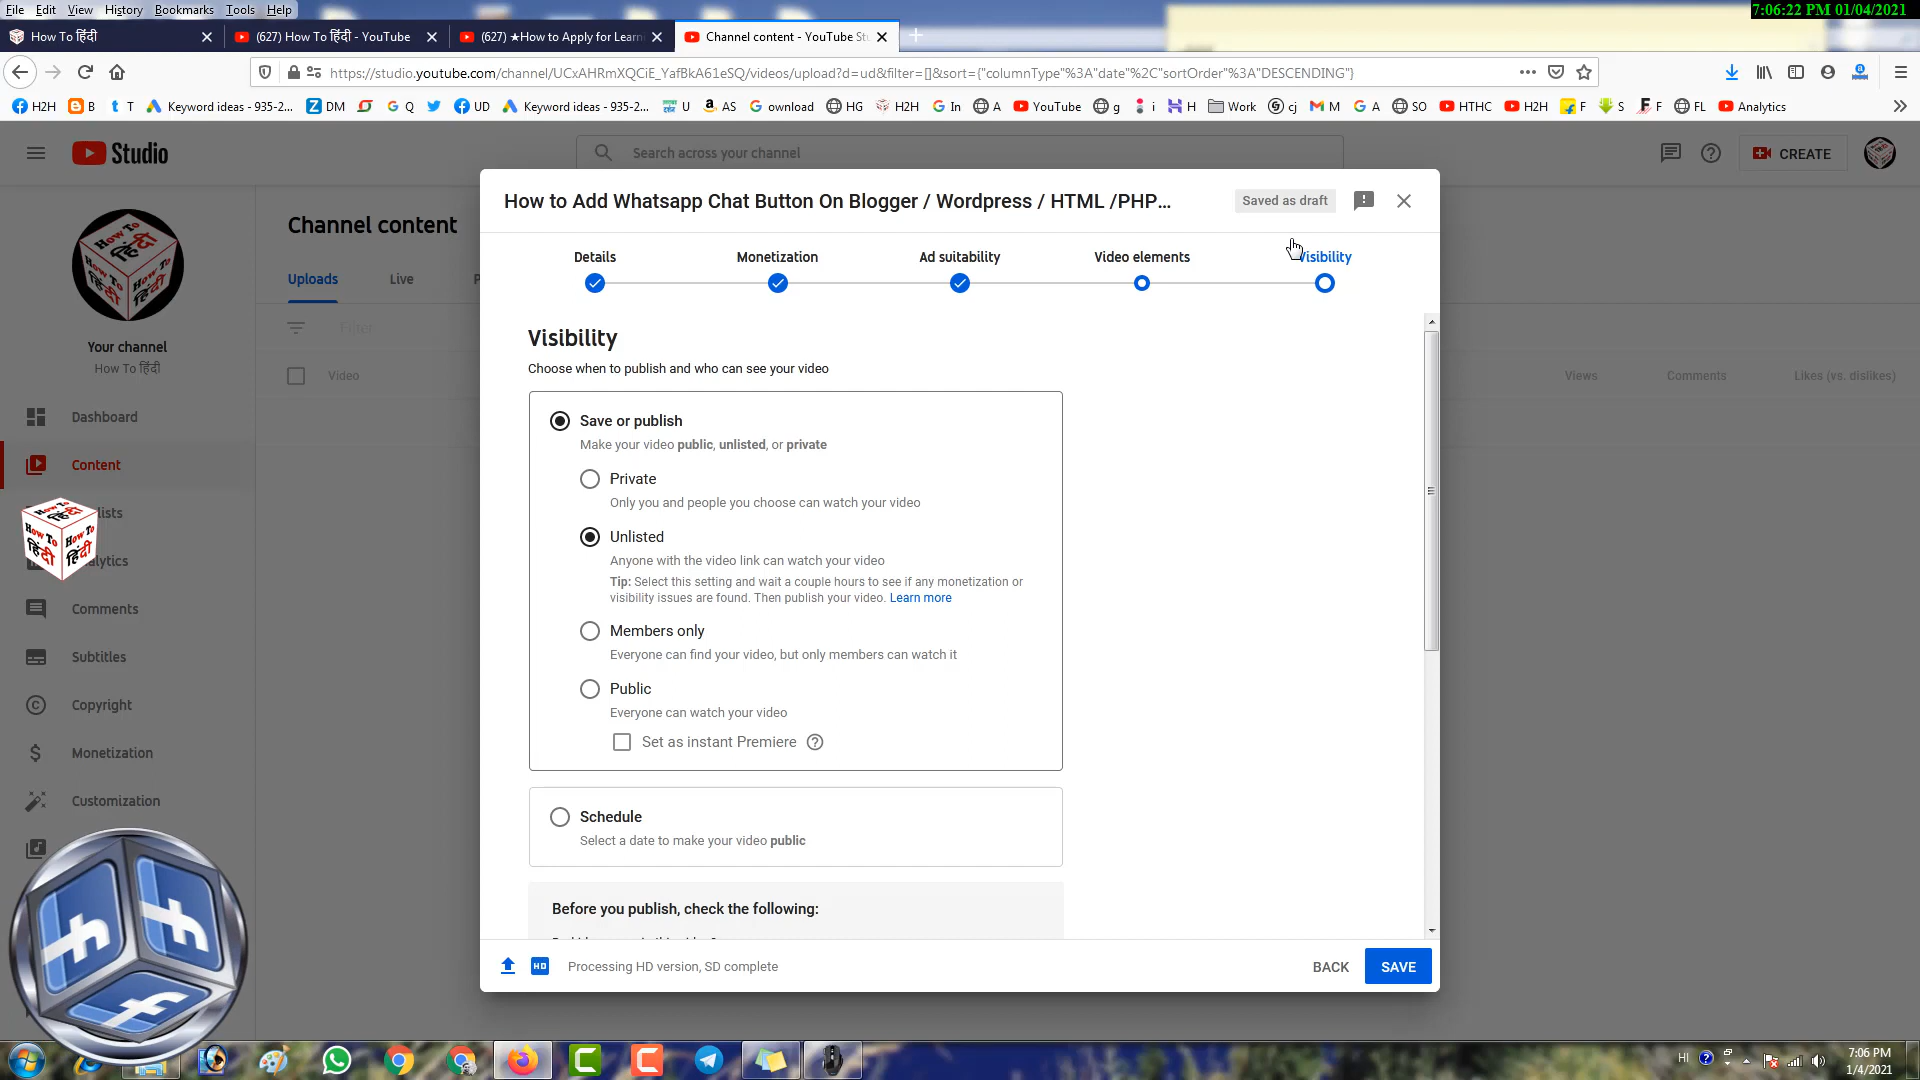 File Edit View History Bookmarks Tools Help
7:06:22 PM 01/04/2021
How To हिंदी
(627) How To हिंदी - YouTube
(627) ★How to Apply for Learn
Channel content - YouTube St
https://studio.youtube.com/channel/UCxAHRmXQCiE_YafBkA61eSQ/videos/upload?d=ud&filter=[]&sort={"columnType"%3A"date"%2C"sortOrder"%3A"DESCENDING"}
H2H B T Keyword ideas - 935-2... DM Q UD Keyword ideas - 935-2... U AS ownload HG H2H In A YouTube g i H Work cj M A SO HTHC H2H F S F FL Analytics
Studio
Search across your channel
CREATE
Your channel
How To हिंदी
Dashboard
Content
lists
alytics
Comments
Subtitles
Copyright
Monetization
Customization
How To हिंदी
How To हिंदी
Channel content
Uploads Live P
Filter
Video
Views Comments Likes (vs. dislikes)
How to Add Whatsapp Chat Button On Blogger / Wordpress / HTML /PHP...
Saved as draft
Details Monetization Ad suitability Video elements Visibility
Visibility
Choose when to publish and who can see your video
Save or publish
Make your video public, unlisted, or private
Private
Only you and people you choose can watch your video
Unlisted
Anyone with the video link can watch your video
Tip: Select this setting and wait a couple hours to see if any monetization or
visibility issues are found. Then publish your video. Learn more
Members only
Everyone can find your video, but only members can watch it
Public
Everyone can watch your video
Set as instant Premiere
Schedule
Select a date to make your video public
Before you publish, check the following:
HD
Processing HD version, SD complete
BACK SAVE
HI
7:06 PM
1/4/2021